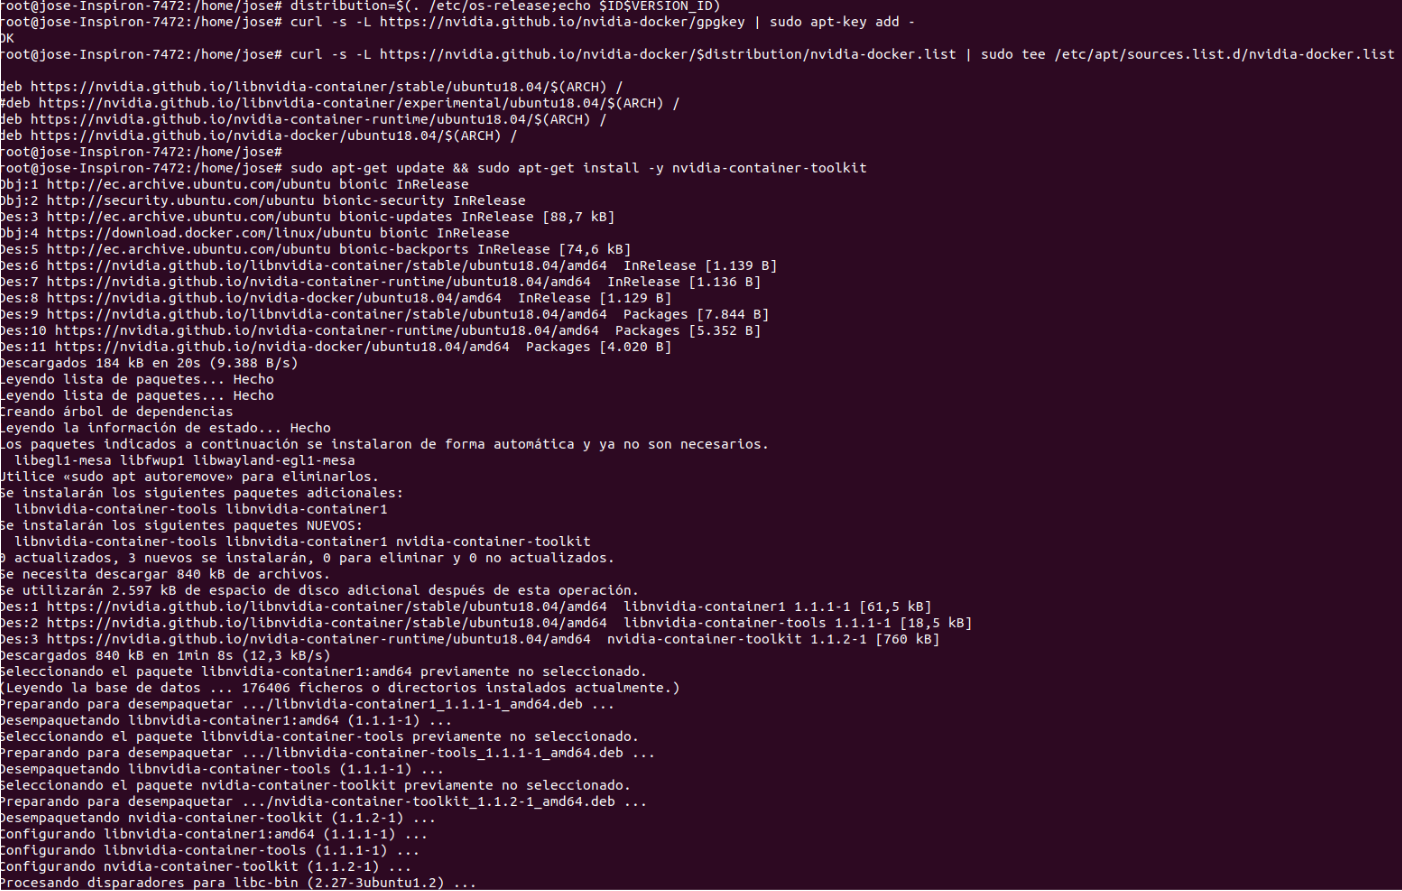 root@jose-Inspiron-7472:/home/jose# distribution=$(. /etc/os-release;echo $ID$VERSION_ID)
root@jose-Inspiron-7472:/home/jose# curl -s -L https://nvidia.github.io/nvidia-docker/gpgkey | sudo apt-key add -
OK
root@jose-Inspiron-7472:/home/jose# curl -s -L https://nvidia.github.io/nvidia-docker/$distribution/nvidia-docker.list | sudo tee /etc/apt/sources.list.d/nvidia-docker.list
deb https://nvidia.github.io/libnvidia-container/stable/ubuntu18.04/$(ARCH) /
#deb https://nvidia.github.io/libnvidia-container/experimental/ubuntu18.04/$(ARCH) /
deb https://nvidia.github.io/nvidia-container-runtime/ubuntu18.04/$(ARCH) /
deb https://nvidia.github.io/nvidia-docker/ubuntu18.04/$(ARCH) /
root@jose-Inspiron-7472:/home/jose#
root@jose-Inspiron-7472:/home/jose# sudo apt-get update && sudo apt-get install -y nvidia-container-toolkit
Obj:1 http://ec.archive.ubuntu.com/ubuntu bionic InRelease
Obj:2 http://security.ubuntu.com/ubuntu bionic-security InRelease
Des:3 http://ec.archive.ubuntu.com/ubuntu bionic-updates InRelease [88,7 kB]
Obj:4 https://download.docker.com/linux/ubuntu bionic InRelease
Des:5 http://ec.archive.ubuntu.com/ubuntu bionic-backports InRelease [74,6 kB]
Des:6 https://nvidia.github.io/libnvidia-container/stable/ubuntu18.04/amd64  InRelease [1.139 B]
Des:7 https://nvidia.github.io/nvidia-container-runtime/ubuntu18.04/amd64  InRelease [1.136 B]
Des:8 https://nvidia.github.io/nvidia-docker/ubuntu18.04/amd64  InRelease [1.129 B]
Des:9 https://nvidia.github.io/libnvidia-container/stable/ubuntu18.04/amd64  Packages [7.844 B]
Des:10 https://nvidia.github.io/nvidia-container-runtime/ubuntu18.04/amd64  Packages [5.352 B]
Des:11 https://nvidia.github.io/nvidia-docker/ubuntu18.04/amd64  Packages [4.020 B]
Descargados 184 kB en 20s (9.388 B/s)
Leyendo lista de paquetes... Hecho
Leyendo lista de paquetes... Hecho
Creando árbol de dependencias
Leyendo la información de estado... Hecho
Los paquetes indicados a continuación se instalaron de forma automática y ya no son necesarios.
  libegl1-mesa libfwup1 libwayland-egl1-mesa
Utilice «sudo apt autoremove» para eliminarlos.
Se instalarán los siguientes paquetes adicionales:
  libnvidia-container-tools libnvidia-container1
Se instalarán los siguientes paquetes NUEVOS:
  libnvidia-container-tools libnvidia-container1 nvidia-container-toolkit
0 actualizados, 3 nuevos se instalarán, 0 para eliminar y 0 no actualizados.
Se necesita descargar 840 kB de archivos.
Se utilizarán 2.597 kB de espacio de disco adicional después de esta operación.
Des:1 https://nvidia.github.io/libnvidia-container/stable/ubuntu18.04/amd64  libnvidia-container1 1.1.1-1 [61,5 kB]
Des:2 https://nvidia.github.io/libnvidia-container/stable/ubuntu18.04/amd64  libnvidia-container-tools 1.1.1-1 [18,5 kB]
Des:3 https://nvidia.github.io/nvidia-container-runtime/ubuntu18.04/amd64  nvidia-container-toolkit 1.1.2-1 [760 kB]
Descargados 840 kB en 1min 8s (12,3 kB/s)
Seleccionando el paquete libnvidia-container1:amd64 previamente no seleccionado.
(Leyendo la base de datos ... 176406 ficheros o directorios instalados actualmente.)
Preparando para desempaquetar .../libnvidia-container1_1.1.1-1_amd64.deb ...
Desempaquetando libnvidia-container1:amd64 (1.1.1-1) ...
Seleccionando el paquete libnvidia-container-tools previamente no seleccionado.
Preparando para desempaquetar .../libnvidia-container-tools_1.1.1-1_amd64.deb ...
Desempaquetando libnvidia-container-tools (1.1.1-1) ...
Seleccionando el paquete nvidia-container-toolkit previamente no seleccionado.
Preparando para desempaquetar .../nvidia-container-toolkit_1.1.2-1_amd64.deb ...
Desempaquetando nvidia-container-toolkit (1.1.2-1) ...
Configurando libnvidia-container1:amd64 (1.1.1-1) ...
Configurando libnvidia-container-tools (1.1.1-1) ...
Configurando nvidia-container-toolkit (1.1.2-1) ...
Procesando disparadores para libc-bin (2.27-3ubuntu1.2) ...